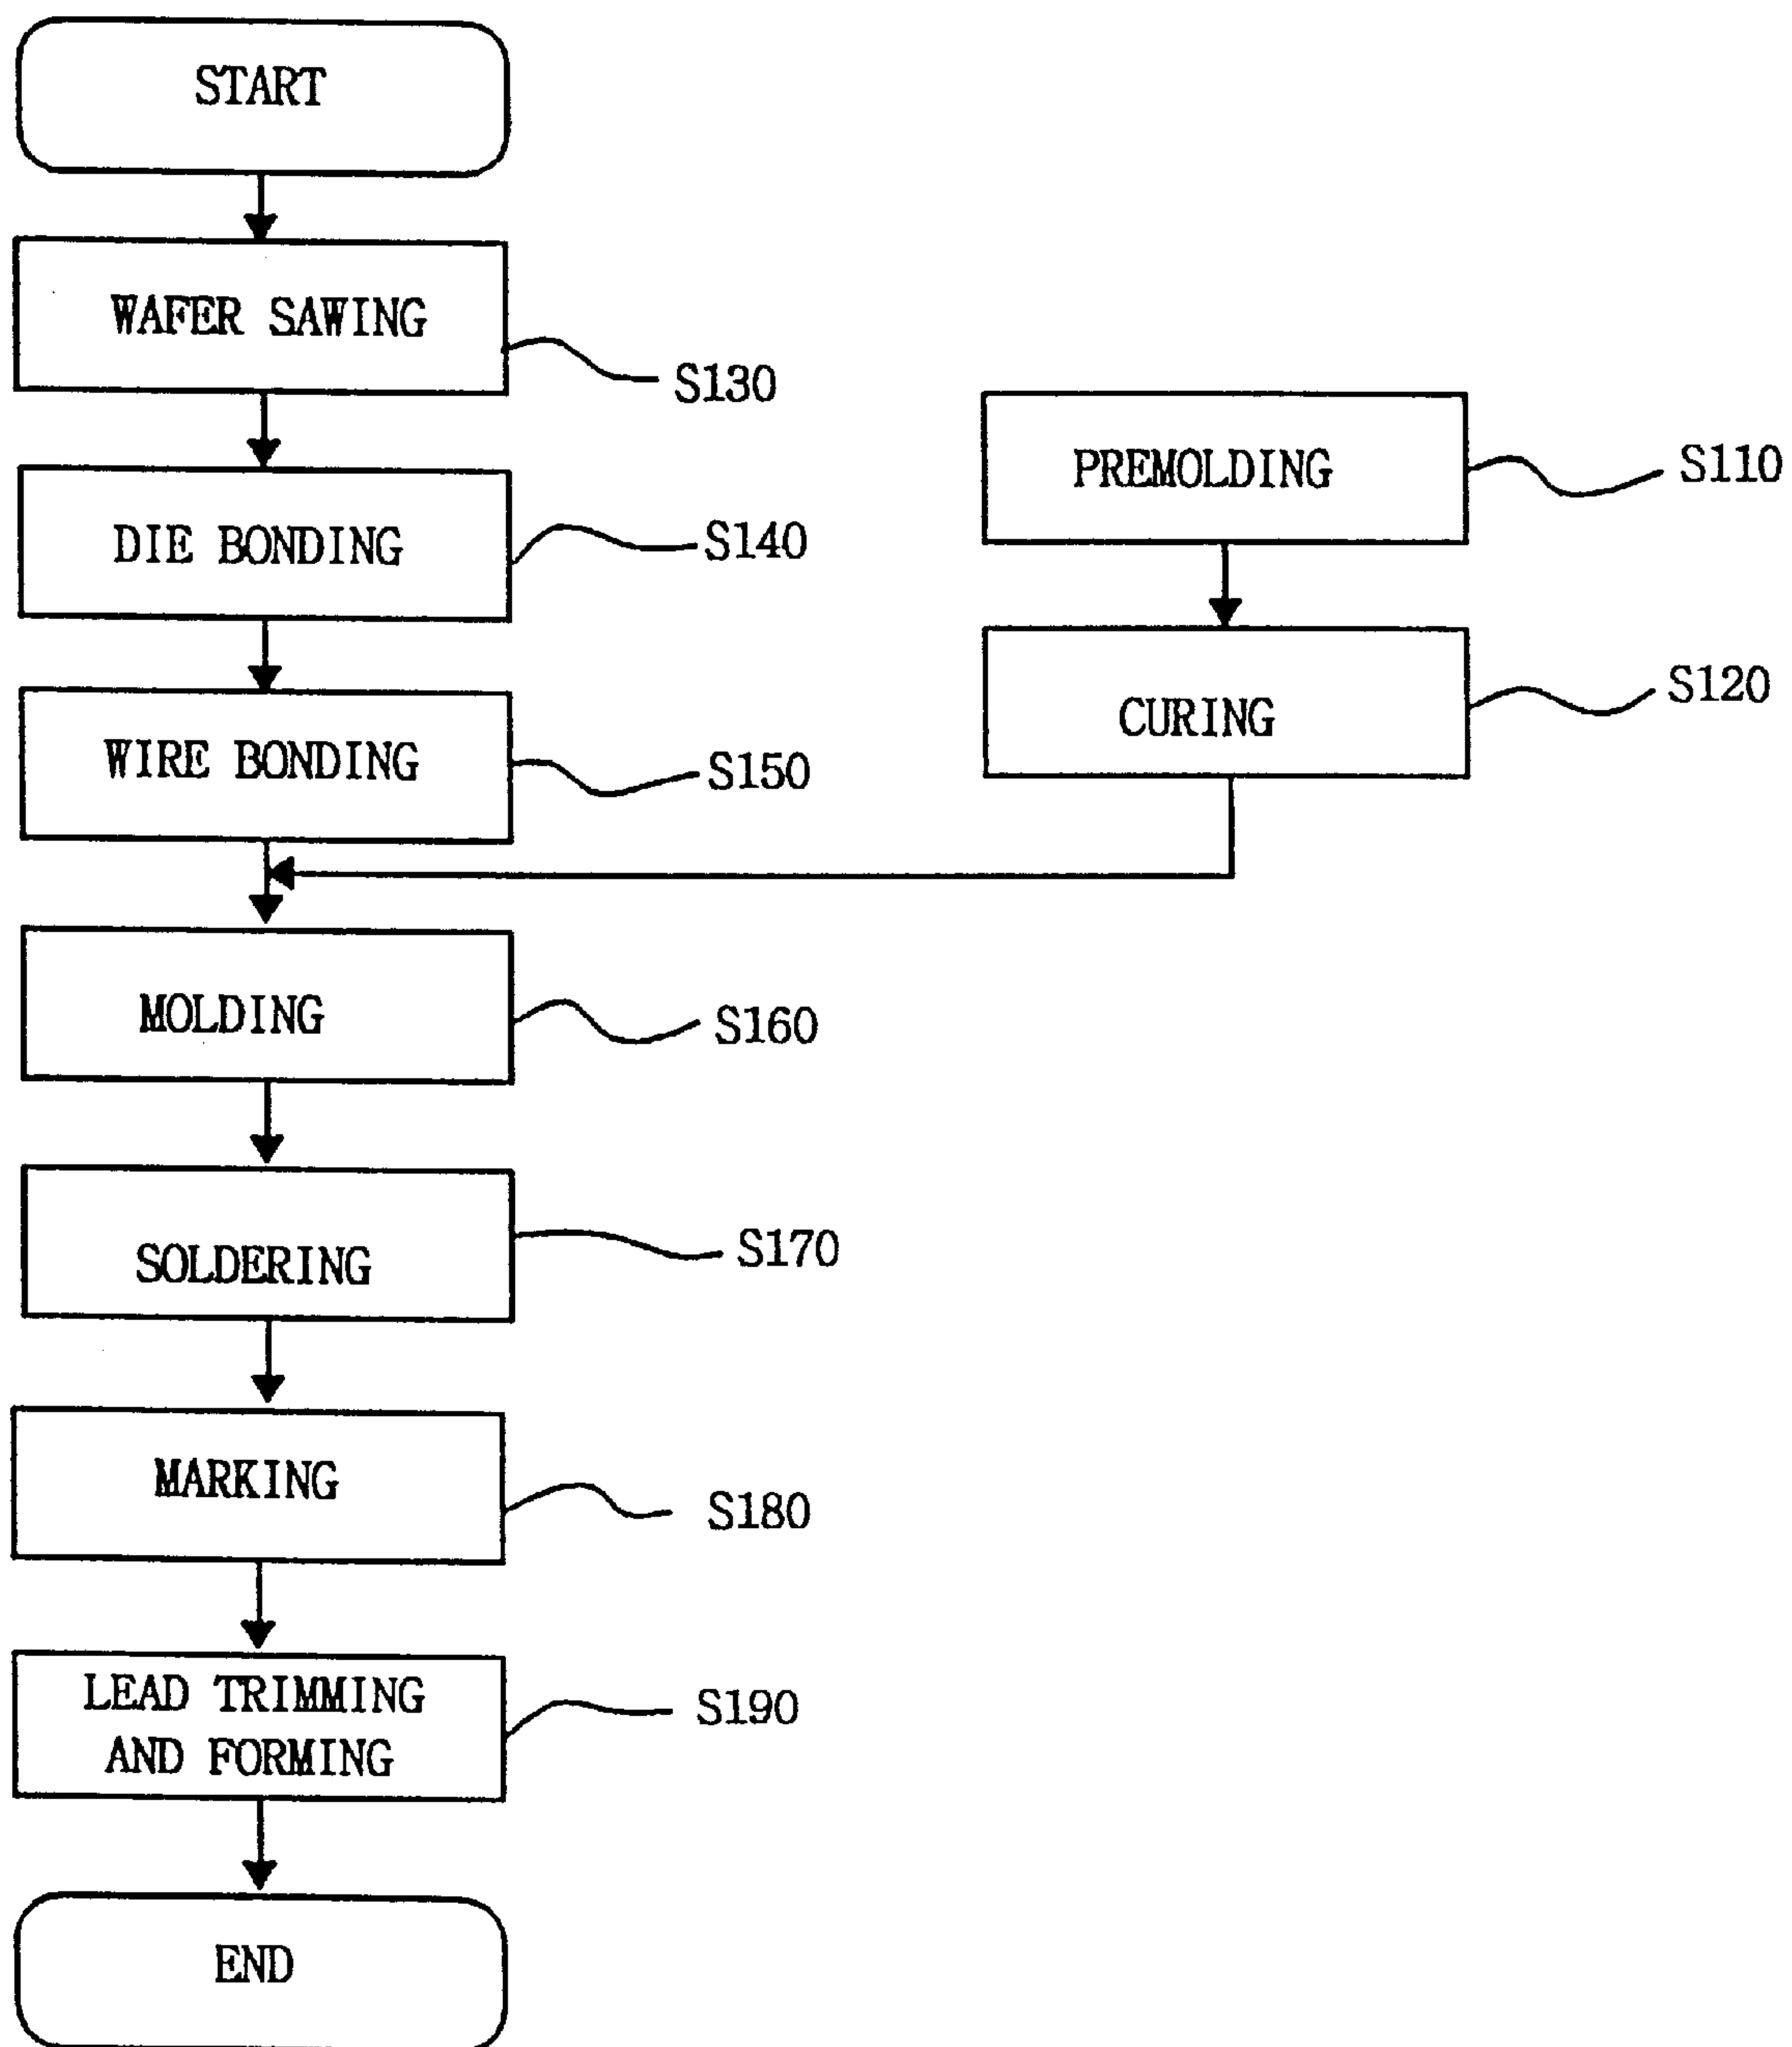 START
WAFER SAWING
S130
PREMOLDING
S110
DIE BONDING
S140
CURING
S120
WIRE BONDING
S150
MOLDING
S160
SOLDERING
S170
MARKING
S180
LEAD TRIMMING
AND FORMING
S190
END